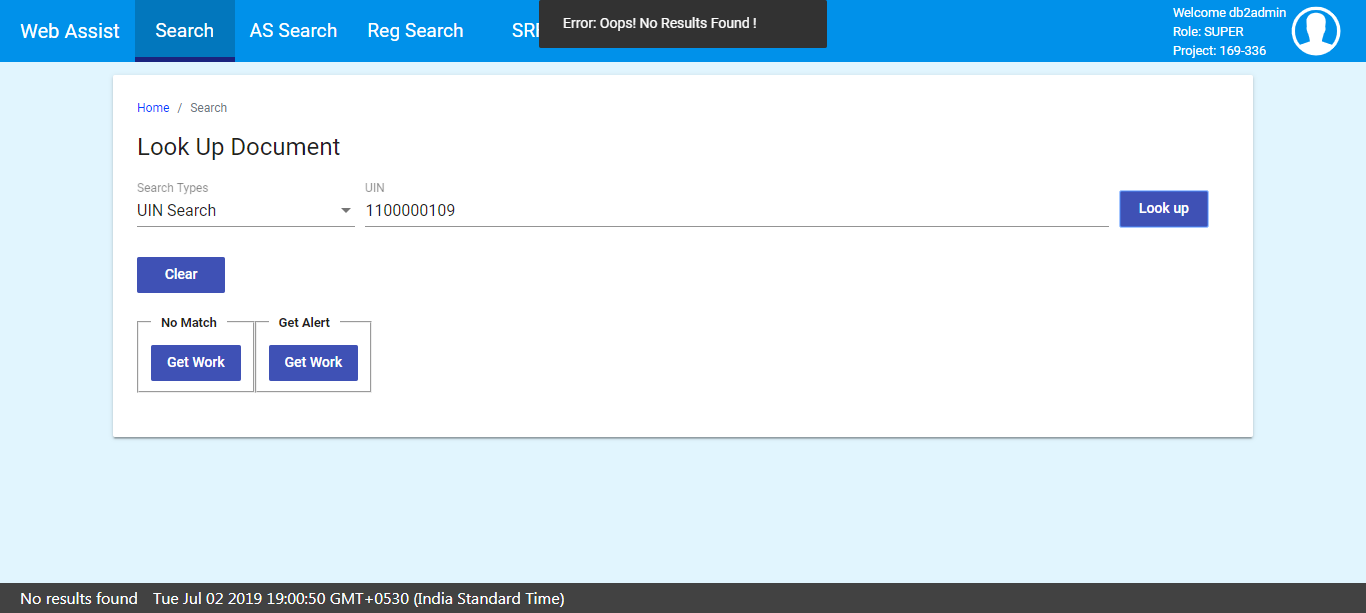 Web Assist Search AS Search Reg Search
Error: Oops! No Results Found !
Welcome db2admin
Role: SUPER
Project: 169-336
Home / Search
Look Up Document
Search Types UIN
UIN Search 1100000109 Look up
Clear
No Match Get Alert
Get Work Get Work
No results found Tue Jul 02 2019 19:00:50 GMT+0530 (India Standard Time)